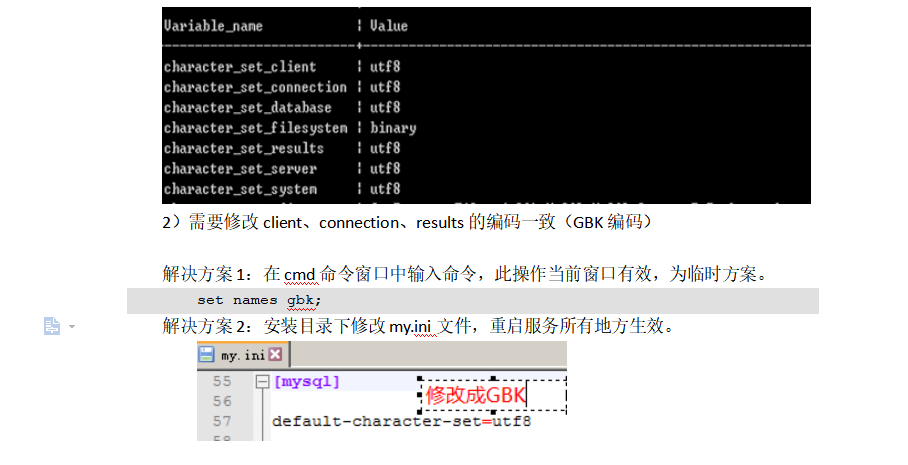 Variable_name | Value
character_set_client | utf8
character_set_connection | utf8
character_set_database | utf8
character_set_filesystem | binary
character_set_results | utf8
character_set_server | utf8
character_set_system | utf8
2）需要修改 client、connection、results 的编码一致（GBK 编码）
解决方案 1：在 cmd 命令窗口中输入命令，此操作当前窗口有效，为临时方案。
set names gbk;
解决方案 2：安装目录下修改 my.ini 文件，重启服务所有地方生效。
my.ini
55 [mysql]
修改成GBK
56
57 default-character-set=utf8